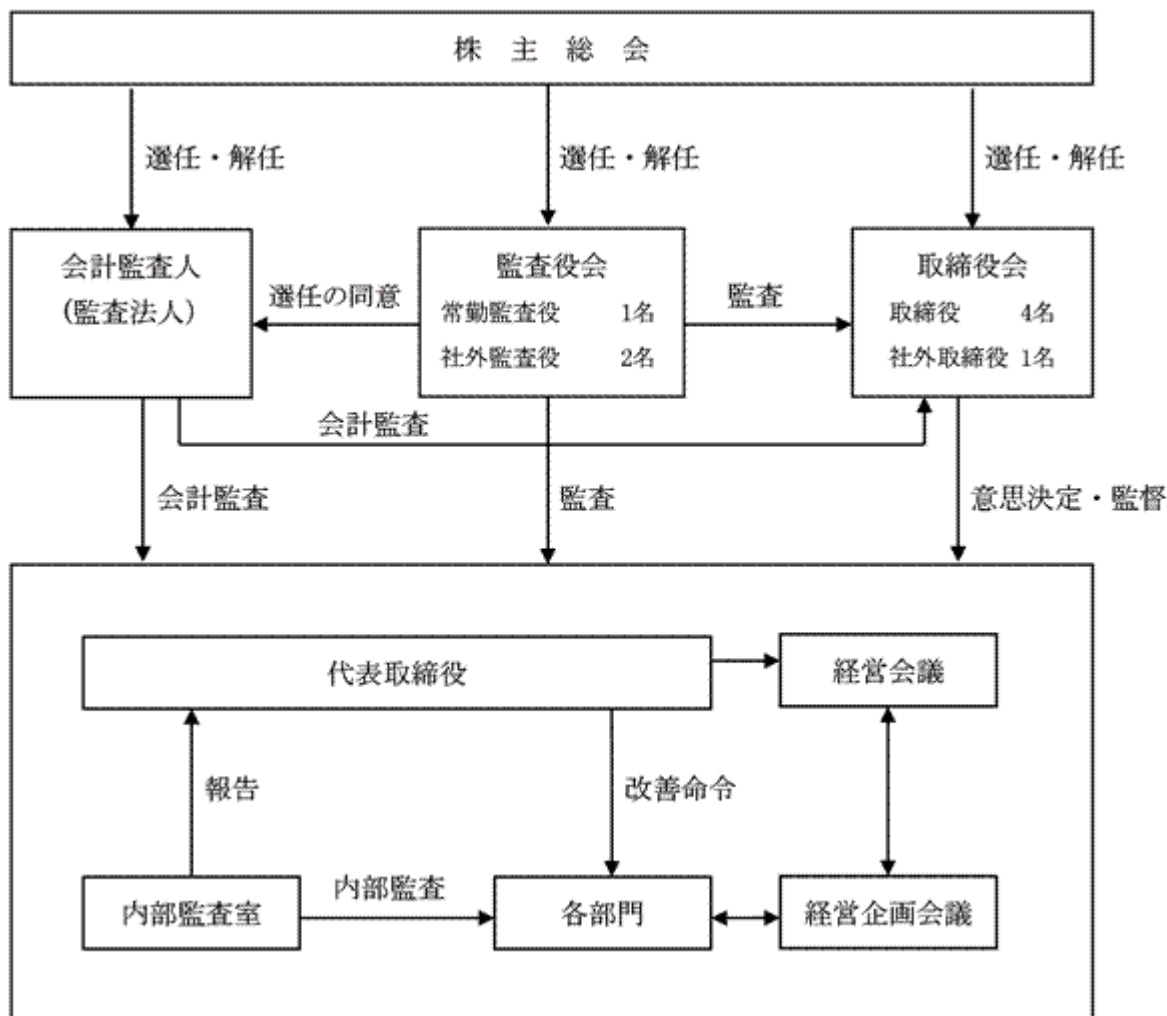 株主総会
選任・解任
選任・解任
選任・解任
会計監査人
(監査法人)
選任の同意
監査役会
常勤監査役 1名
社外監査役 2名
監査
取締役会
取締役 4名
社外取締役 1名
会計監査
会計監査
監査
意思決定・監督
代表取締役
経営会議
報告
改善命令
内部監査室
内部監査
各部門
経営企画会議